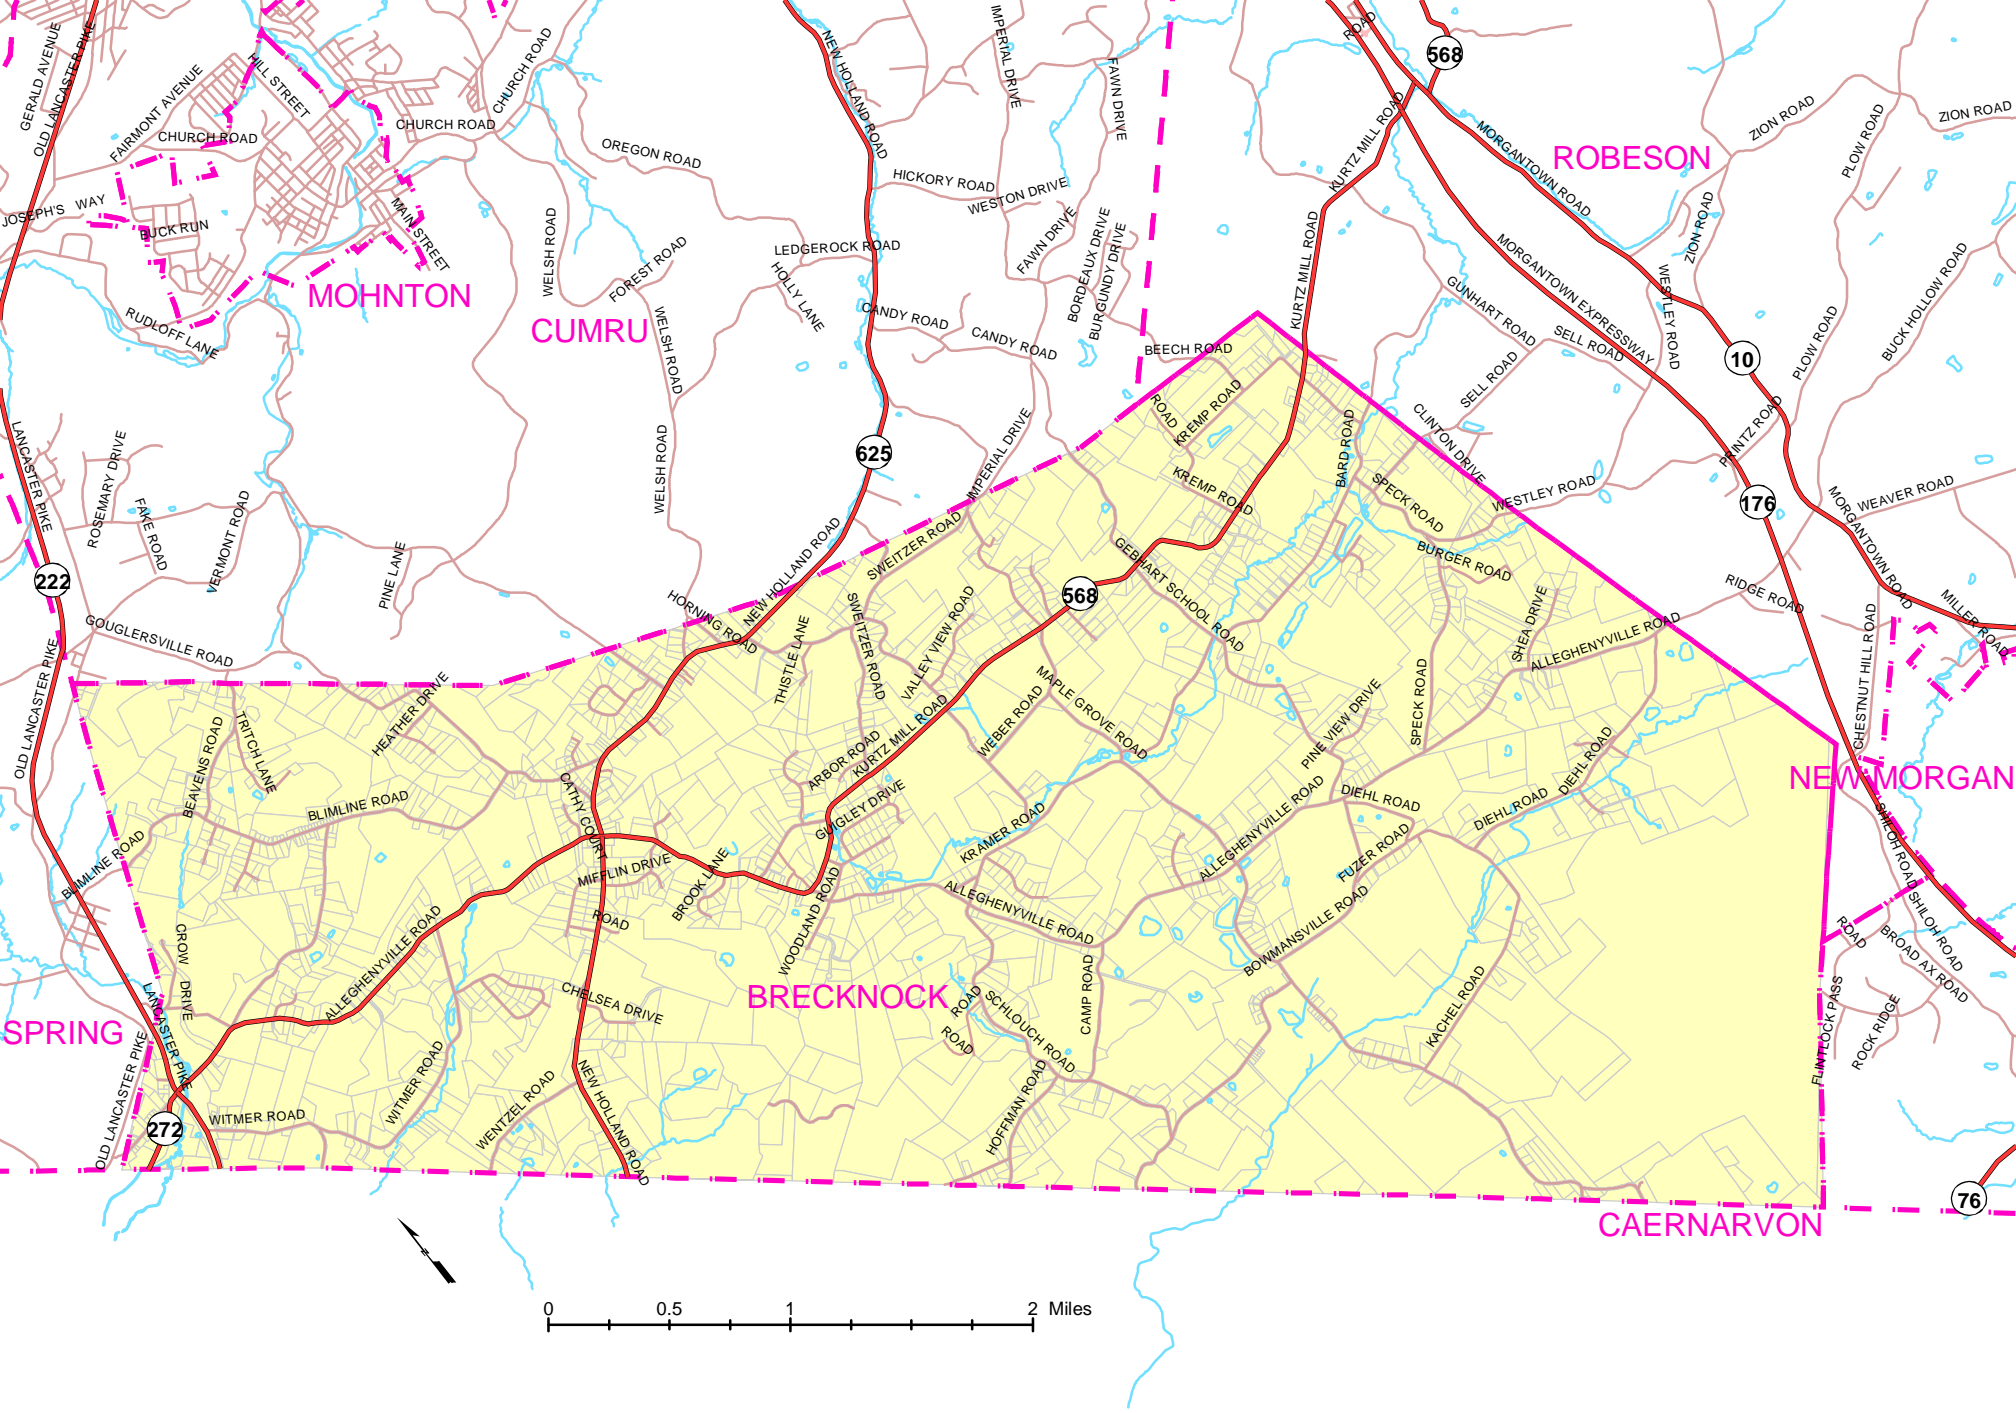 GERALD AVENUE
OLD LANCASTER PIKE
FAIRMONT AVENUE
HILL STREET
CHURCH ROAD
CHURCH ROAD
CHURCH ROAD
NEW HOLLAND ROAD
IMPERIAL DRIVE
FAWN DRIVE
ROAD
568
KURTZ MILL ROAD
MORGANTOWN ROAD
ROBESON
ZION ROAD
ZION ROAD
PLOW ROAD
OREGON ROAD
HICKORY ROAD
WESTON DRIVE
JOSEPH'S WAY
BUCK RUN
MAIN STREET
WELSH ROAD
FOREST ROAD
LEDGEROCK ROAD
HOLLY LANE
FAWN DRIVE
BORDEAUX DRIVE
BURGUNDY DRIVE
KURTZ MILL ROAD
MORGANTOWN EXPRESSWAY
ZION ROAD
WESTLEY ROAD
BUCK HOLLOW ROAD
MOHNTON
CUMRU
RUDLOFF LANE
WELSH ROAD
CANDY ROAD
CANDY ROAD
BEECH ROAD
GUNHART ROAD
SELL ROAD
SELL ROAD
10
PLOW ROAD
LANCASTER PIKE
ROSEMARY DRIVE
FAKE ROAD
VERMONT ROAD
WELSH ROAD
625
IMPERIAL DRIVE
ROAD
KREMP ROAD
KREMP ROAD
BARD ROAD
CLINTON DRIVE
SPECK ROAD
WESTLEY ROAD
PRINTZ ROAD
176
MORGANTOWN ROAD
WEAVER ROAD
222
PINE LANE
NEW HOLLAND ROAD
SWEITZER ROAD
GEBHART SCHOOL ROAD
568
BURGER ROAD
SHEA DRIVE
RIDGE ROAD
MILLER ROAD
GOUGLERSVILLE ROAD
HORNING ROAD
THISTLE LANE
SWEITZER ROAD
VALLEY VIEW ROAD
ALLEGHENYVILLE ROAD
CHESTNUT HILL ROAD
OLD LANCASTER PIKE
HEATHER DRIVE
BEAVENS ROAD
TRITCH LANE
MAPLE GROVE ROAD
WEBER ROAD
PINE VIEW DRIVE
SPECK ROAD
DIEHL ROAD
NEW MORGAN
ARBOR ROAD
KURTZ MILL ROAD
GUIGLEY DRIVE
BLIMLINE ROAD
BLIMLINE ROAD
CATHY COURT
MIFFLIN DRIVE
BROOK LANE
KRAMER ROAD
ALLEGHENYVILLE ROAD
DIEHL ROAD
DIEHL ROAD
FUZER ROAD
SHILOH ROAD
SHILOH ROAD
ROAD
WOODLAND ROAD
ALLEGHENYVILLE ROAD
BOWMANSVILLE ROAD
ROAD
BROAD AX ROAD
CROW DRIVE
ALLEGHENYVILLE ROAD
CHELSEA DRIVE
BRECKNOCK
ROAD
ROAD
SCHLOUCH ROAD
CAMP ROAD
KACHEL ROAD
FLINTLOCK PASS
ROCK RIDGE
SPRING
LANCASTER PIKE
OLD LANCASTER PIKE
272
WITMER ROAD
WITMER ROAD
WENTZEL ROAD
NEW HOLLAND ROAD
HOFFMAN ROAD
76
CAERNARVON
N
0 0.5 1 2 Miles